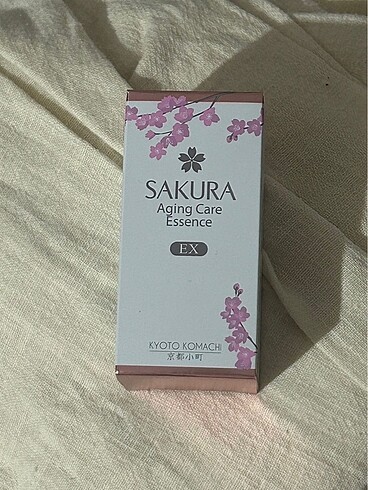 SAKURA
Aging Care
Essence
EX
KYOTO KOMACHI
京都小町